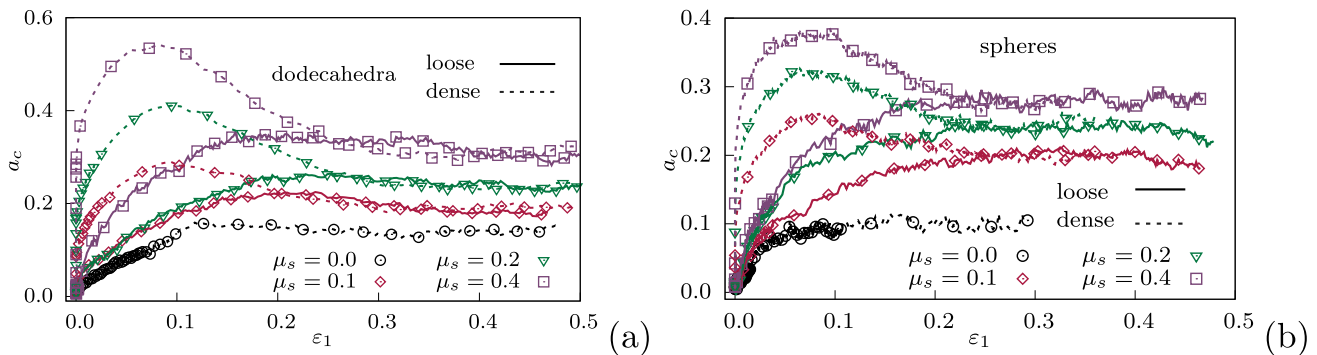 0.6
0.4
0.2
0.0
a_c
dodecahedra
loose
dense
μ_s = 0.0
μ_s = 0.2
μ_s = 0.1
μ_s = 0.4
0.0 0.1 0.2 0.3 0.4 0.5
ε_1
(a)
0.4
0.3
0.2
0.1
0.0
a_c
spheres
loose
dense
μ_s = 0.0
μ_s = 0.2
μ_s = 0.1
μ_s = 0.4
0.0 0.1 0.2 0.3 0.4 0.5
ε_1
(b)